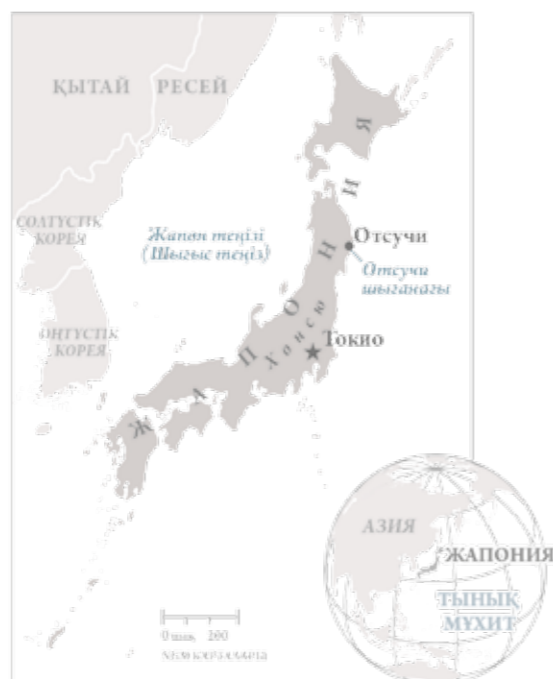 ҚЫТАЙ
РЕСЕЙ
СОЛТҮСТІК
КОРЕЯ
ОҢТҮСТІК
КОРЕЯ
Жапон теңізі
(Шығыс теңіз)
Отсучи
Отсучи
шығанағы
Токио
Хонсю
ЖАПОНИЯ
АЗИЯ
ЖАПОНИЯ
ТЫНЫҚ
МҰХИТ
0 200